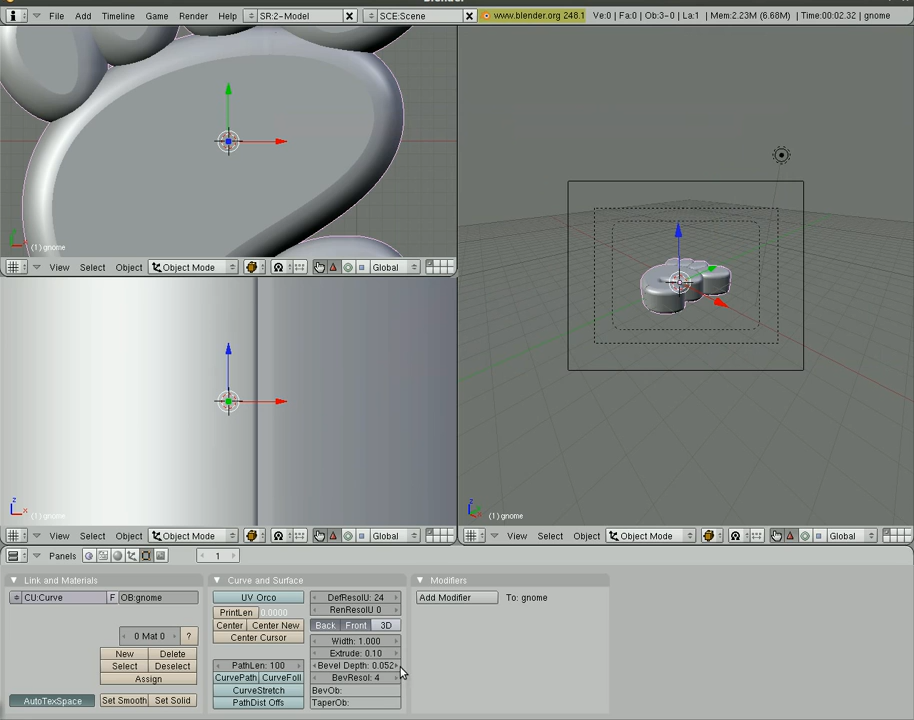 Blender
File Add Timeline Game Render Help SR:2-Model SCE:Scene www.blender.org 248.1 Ve:0 | Fa:0 | Ob:3-0 | La:1 | Mem:2.23M (6.68M) | Time:00:02.32 | gnome
z
x
(1) gnome
View Select Object Object Mode Global
z
x
(1) gnome
z
(1) gnome
View Select Object Object Mode Global
View Select Object Object Mode Global
Panels 1
Link and Materials
CU:Curve F OB:gnome
0 Mat 0 ?
New Delete
Select Deselect
Assign
AutoTexSpace Set Smooth Set Solid
Curve and Surface
UV Orco
PrintLen 0.0000
Center Center New
Center Cursor
PathLen: 100
CurvePath CurveFoll
CurveStretch
PathDist Offs
DefResolU: 24
RenResolU 0
Back Front 3D
Width: 1.000
Extrude: 0.10
Bevel Depth: 0.052
BevResol: 4
BevOb:
TaperOb:
Modifiers
Add Modifier To: gnome